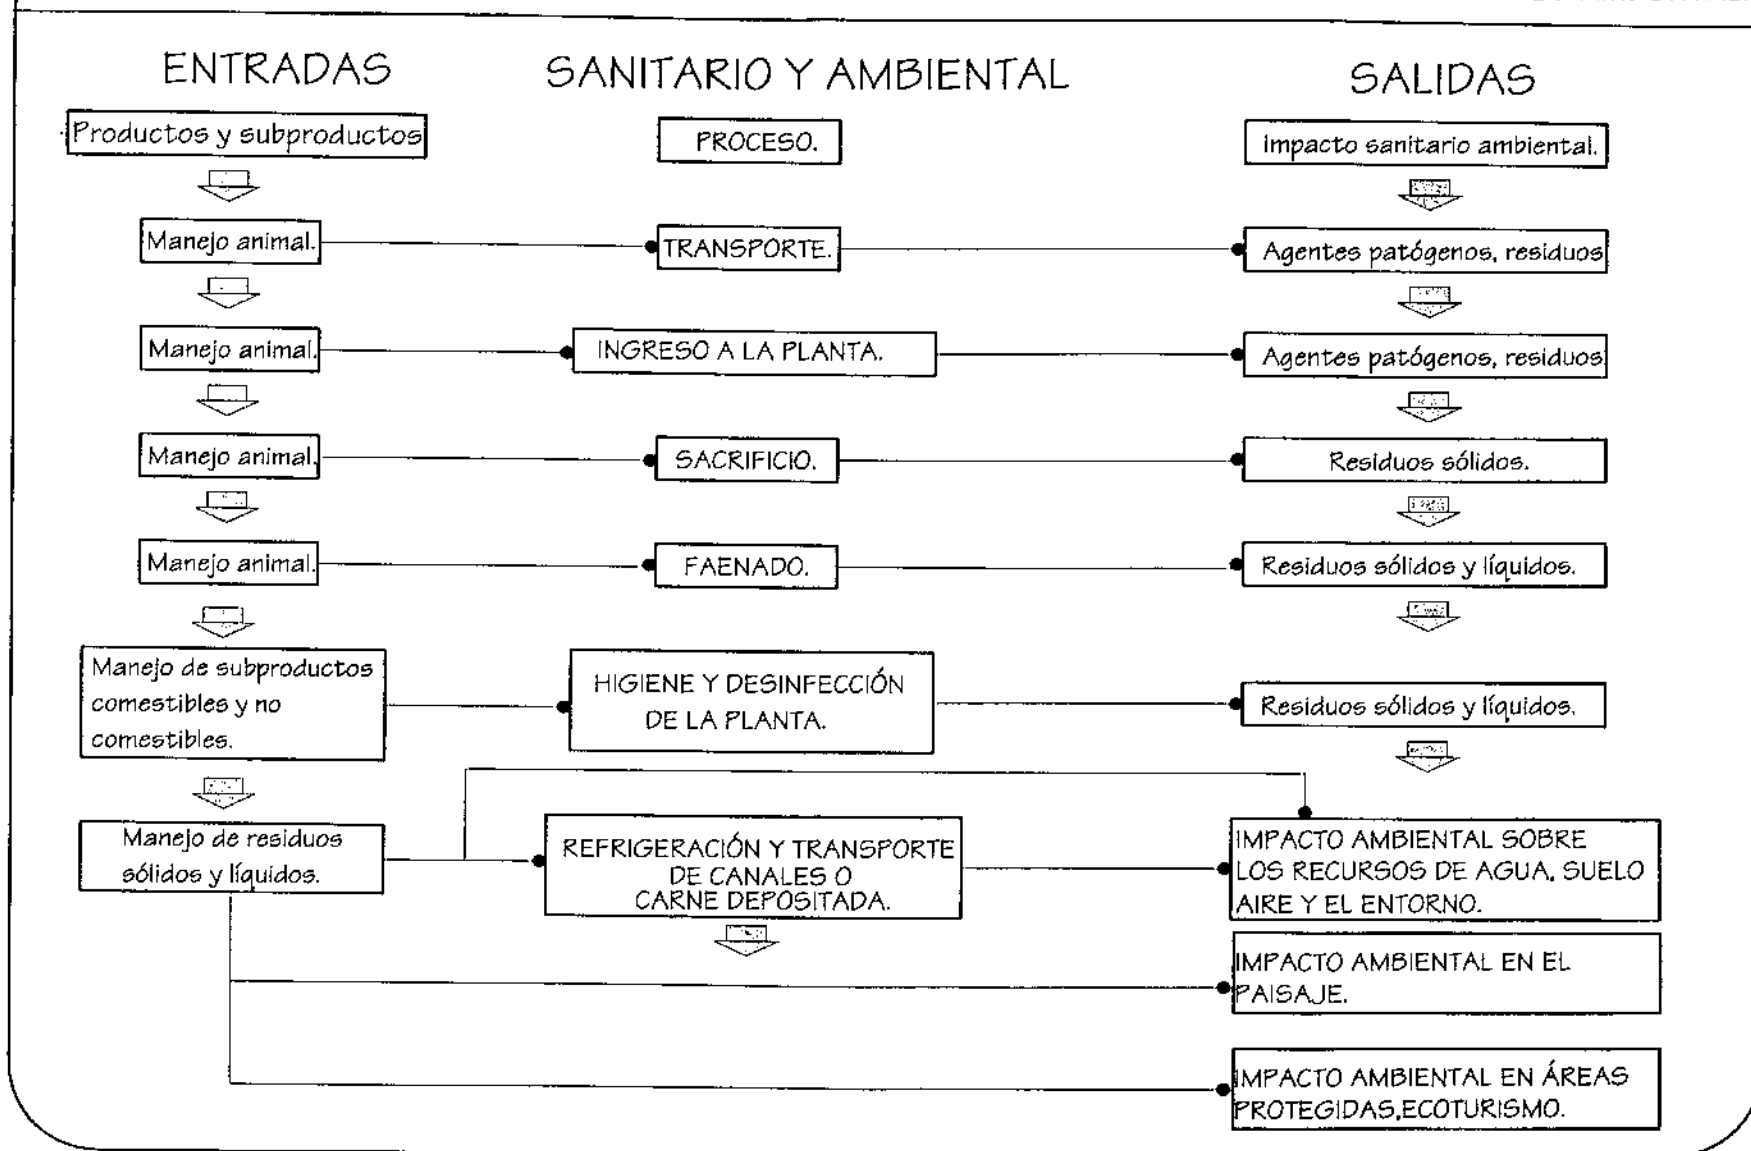 ENTRADAS
SANITARIO Y AMBIENTAL
SALIDAS
Productos y subproductos
PROCESO.
Impacto sanitario ambiental.
Manejo animal.
TRANSPORTE.
Agentes patógenos, residuos
Manejo animal.
INGRESO A LA PLANTA.
Agentes patógenos, residuos
Manejo animal.
SACRIFICIO.
Residuos sólidos.
Manejo animal.
FAENADO.
Residuos sólidos y líquidos.
Manejo de subproductos
comestibles y no
comestibles.
HIGIENE Y DESINFECCIÓN
DE LA PLANTA.
Residuos sólidos y líquidos.
Manejo de residuos
sólidos y líquidos.
REFRIGERACIÓN Y TRANSPORTE
DE CANALES O
CARNE DEPOSITADA.
IMPACTO AMBIENTAL SOBRE
LOS RECURSOS DE AGUA, SUELO
AIRE Y EL ENTORNO.
IMPACTO AMBIENTAL EN EL
PAISAJE.
IMPACTO AMBIENTAL EN ÁREAS
PROTEGIDAS,ECOTURISMO.